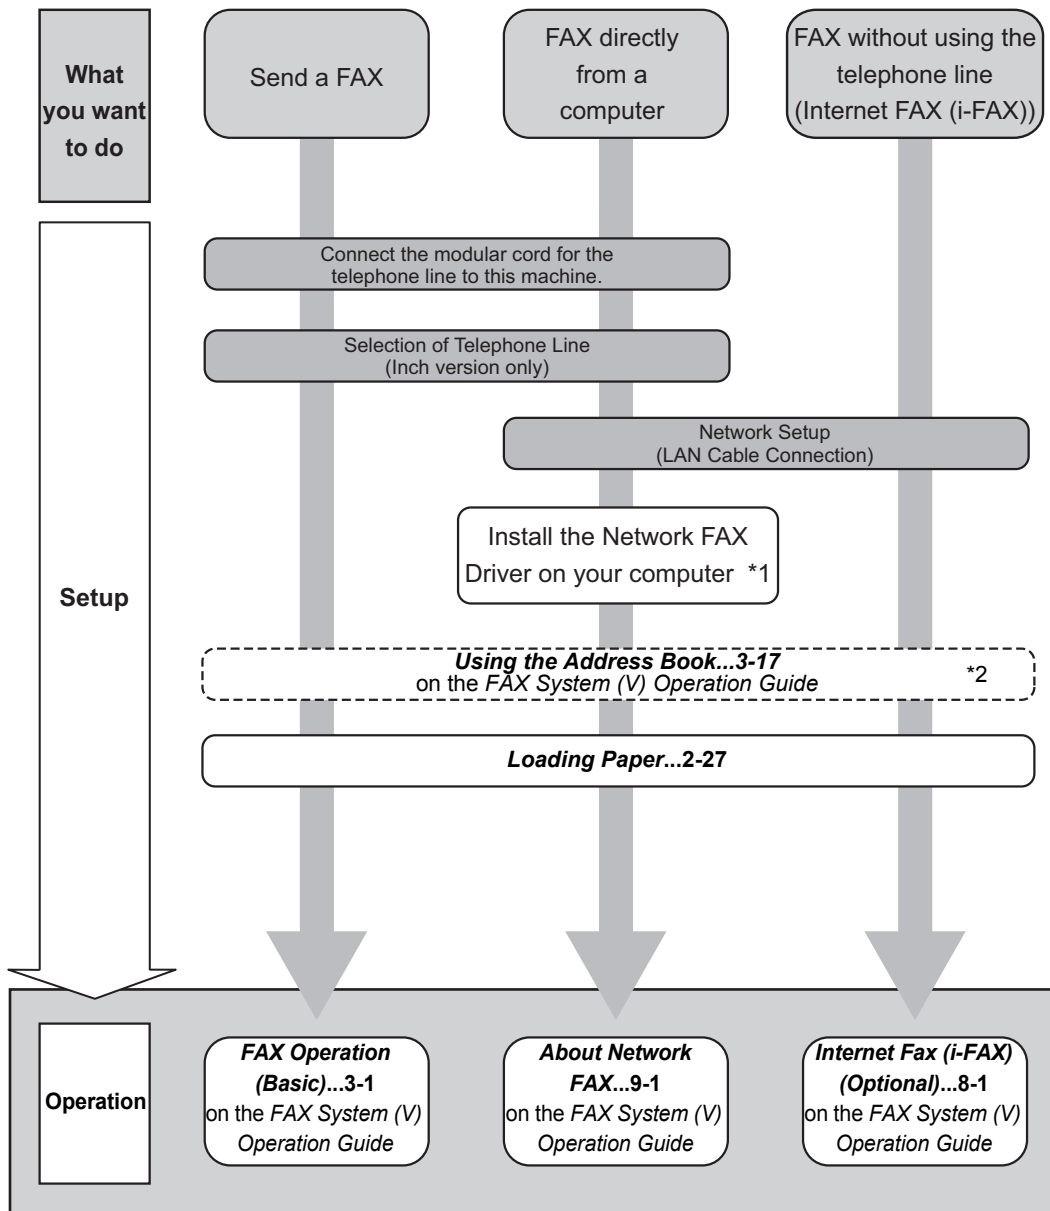 What
you want
to do
Send a FAX
FAX directly
from a
computer
FAX without using the
telephone line
(Internet FAX (i-FAX))
Setup
Connect the modular cord for the
telephone line to this machine.
Selection of Telephone Line
(Inch version only)
Network Setup
(LAN Cable Connection)
Install the Network FAX
Driver on your computer *1
Using the Address Book...3-17
on the FAX System (V) Operation Guide *2
Loading Paper...2-27
Operation
FAX Operation
(Basic)...3-1
on the FAX System (V)
Operation Guide
About Network
FAX...9-1
on the FAX System (V)
Operation Guide
Internet Fax (i-FAX)
(Optional)...8-1
on the FAX System (V)
Operation Guide